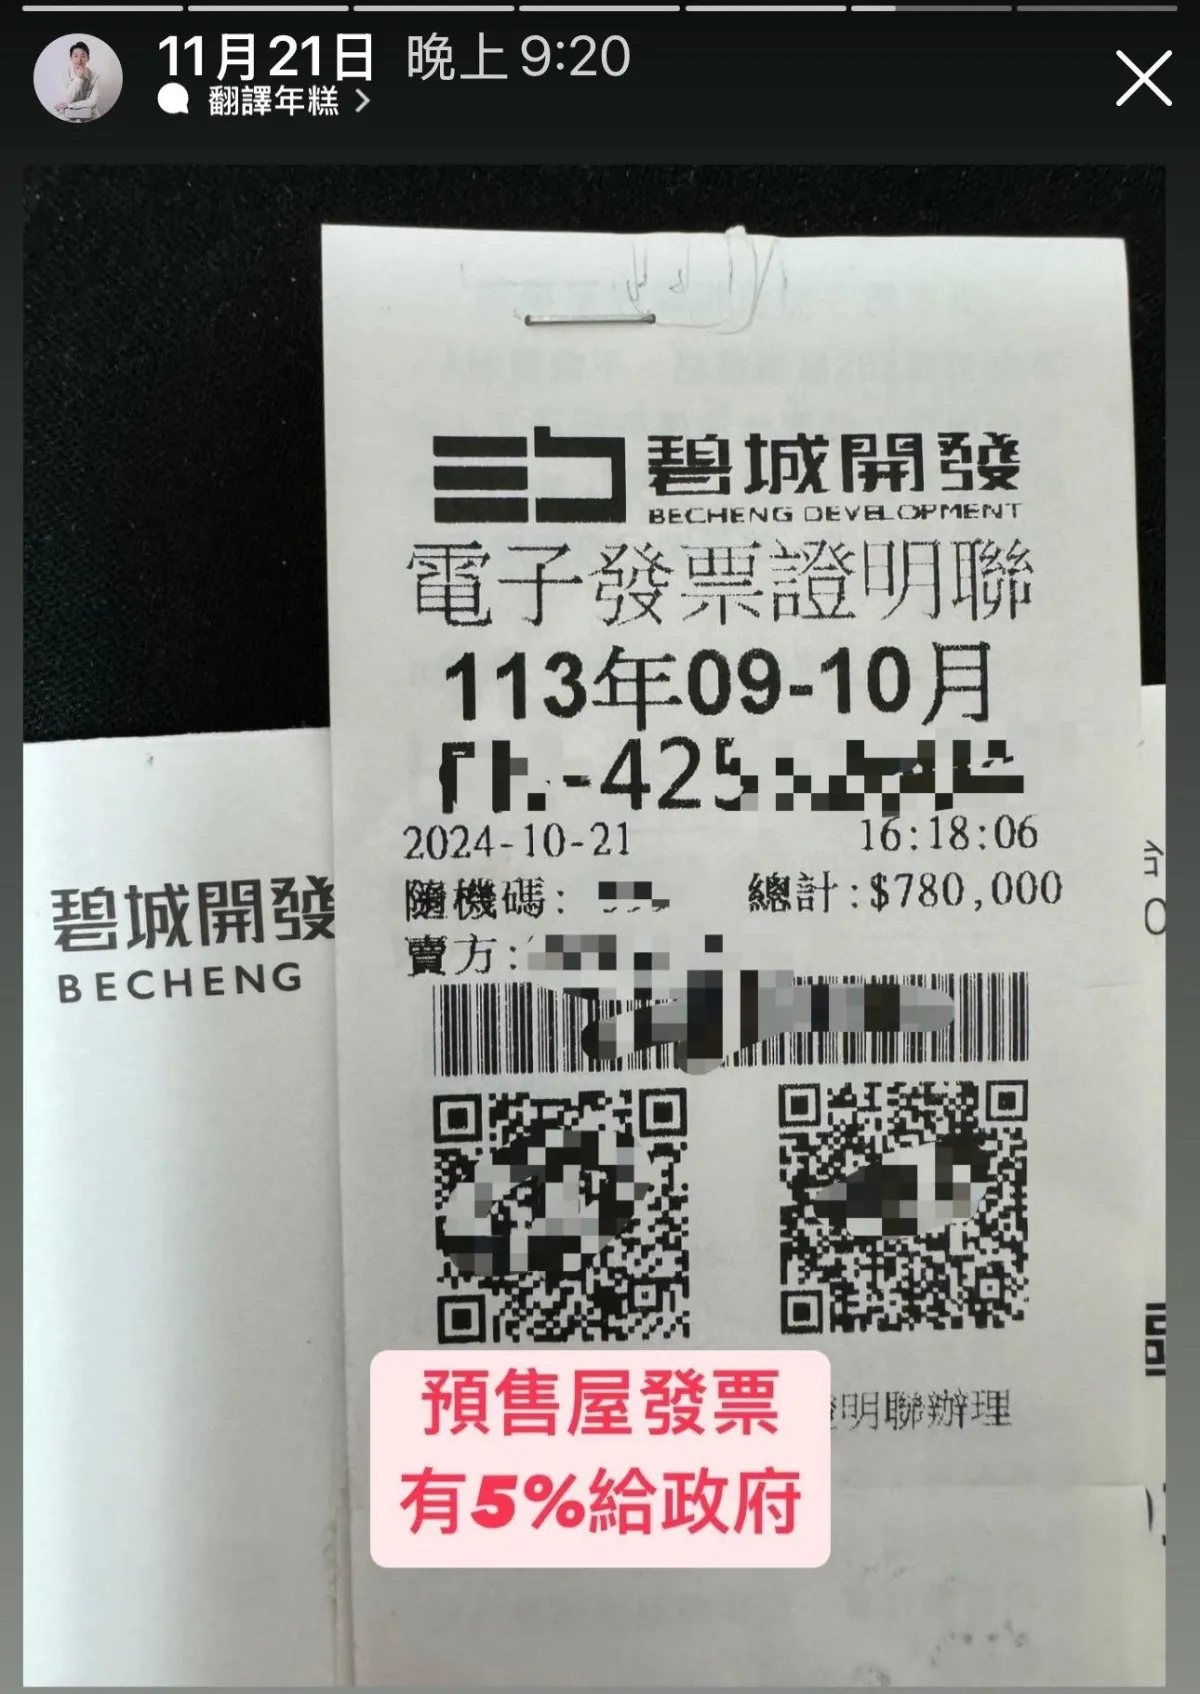 11月21日 晚上9:20
翻譯年糕
碧城開發
BECHENG DEVELOPMENT
電子發票證明聯
113年09-10月
-425
2024-10-21 16:18:06
隨機碼:
總計:$780,000
賣方:
碧城開發
BECHENG
明聯辦理
預售屋發票
有5%給政府